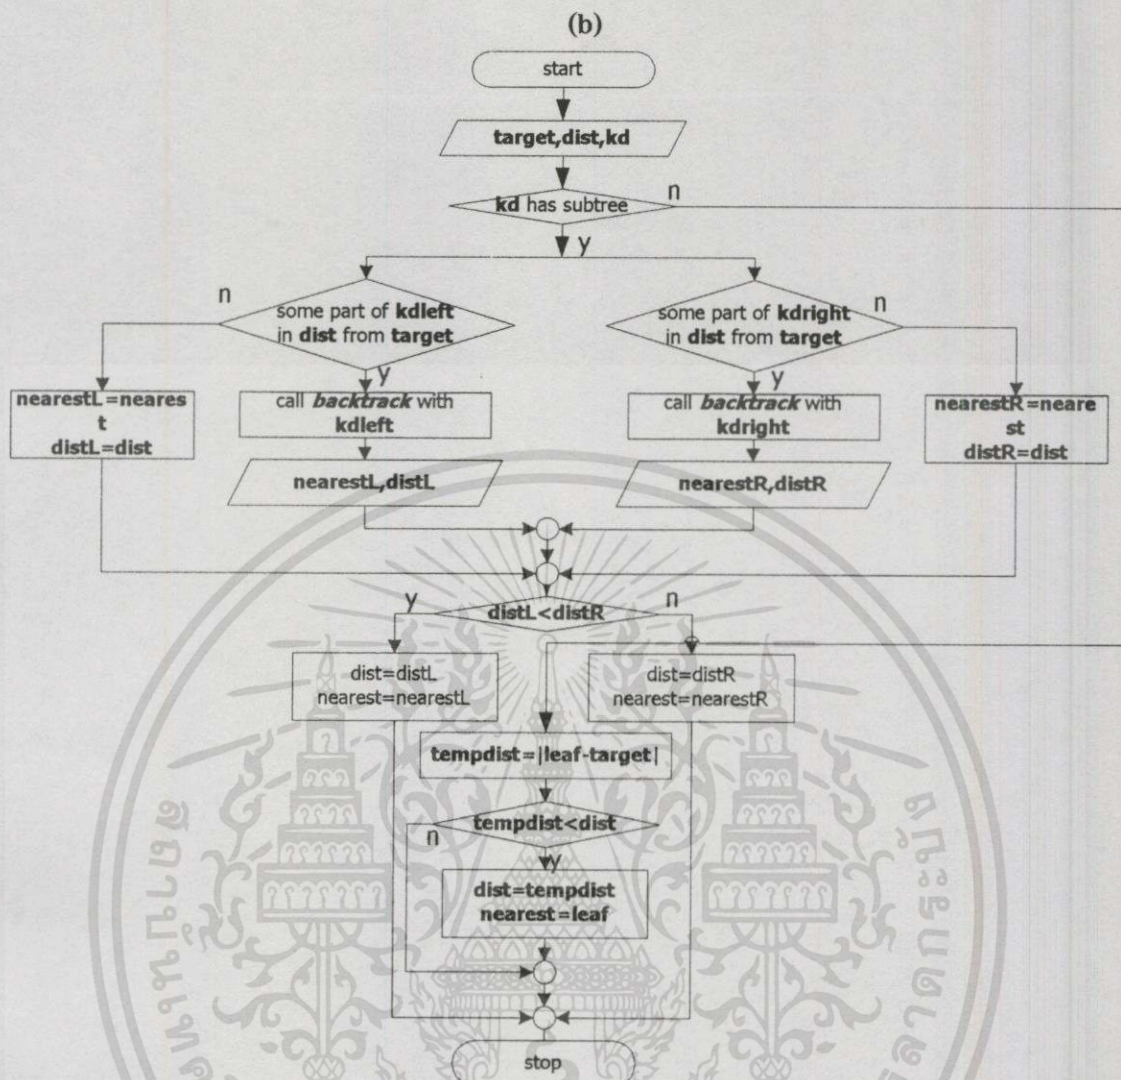 (b)
start
target,dist,kd
kd has subtree
n
y
n
some part of kdleft
in dist from target
some part of kdright
in dist from target
n
y
y
nearestL=neares
t
distL=dist
call backtrack with
kdleft
call backtrack with
kdright
nearestR=neare
st
distR=dist
nearestL,distL
nearestR,distR
y
distL<distR
n
dist=distL
nearest=nearestL
dist=distR
nearest=nearestR
tempdist=|leaf-target|
tempdist<dist
n
y
dist=tempdist
nearest=leaf
stop